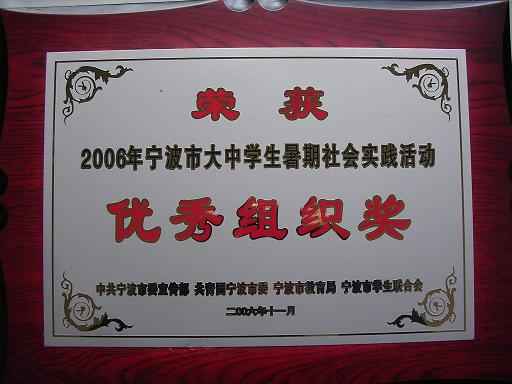 荣获
2006年宁波市大中学生暑期社会实践活动
优秀组织奖
中共宁波市委宣传部 共青团宁波市委 宁波市教育局 宁波市学生联合会
二〇〇六年十一月